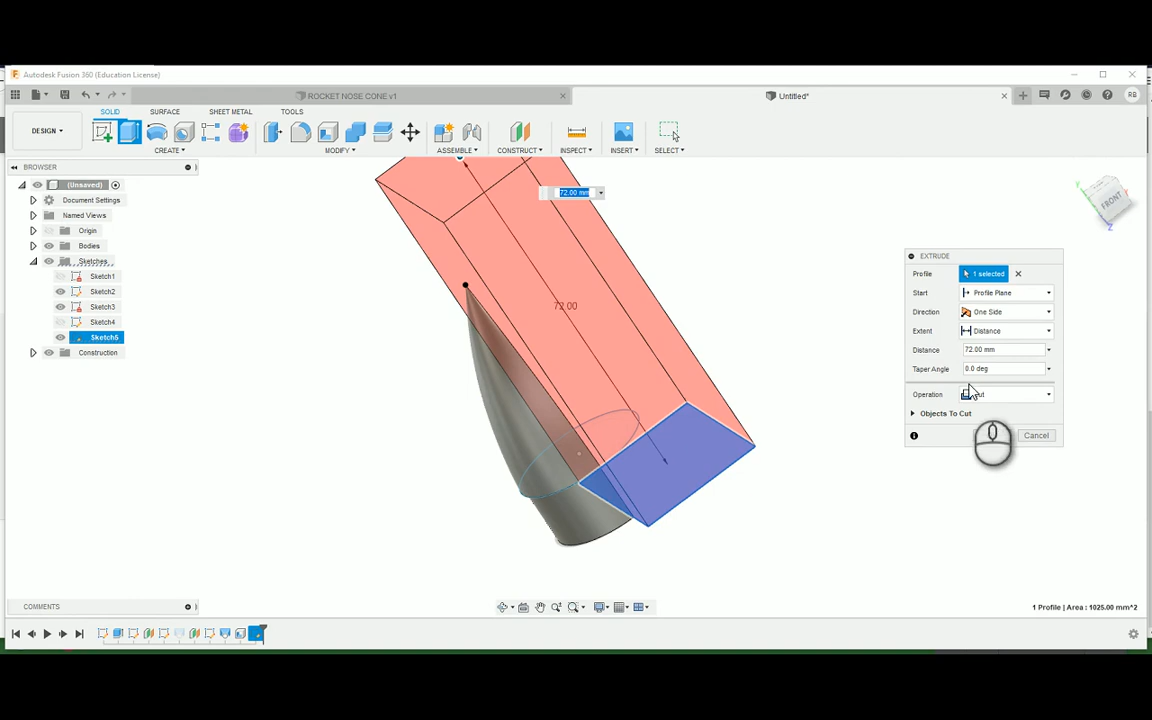 Autodesk Fusion 360 (Education License)
ROCKET NOSE CONE v1
Untitled*
RB
DESIGN
SOLID SURFACE SHEET METAL TOOLS
CREATE MODIFY ASSEMBLE CONSTRUCT INSPECT INSERT SELECT
BROWSER
(Unsaved)
Document Settings
Named Views
Origin
Bodies
Sketches
Sketch1
Sketch2
Sketch3
Sketch4
Sketch5
Construction
72.00 mm
72.00
FRONT
Y
Z
EXTRUDE
Profile 1 selected
Start Profile Plane
Direction One Side
Extent Distance
Distance 72.00 mm
Taper Angle 0.0 deg
Operation
Objects To Cut
Cancel
COMMENTS
1 Profile | Area : 1025.00 mm^2